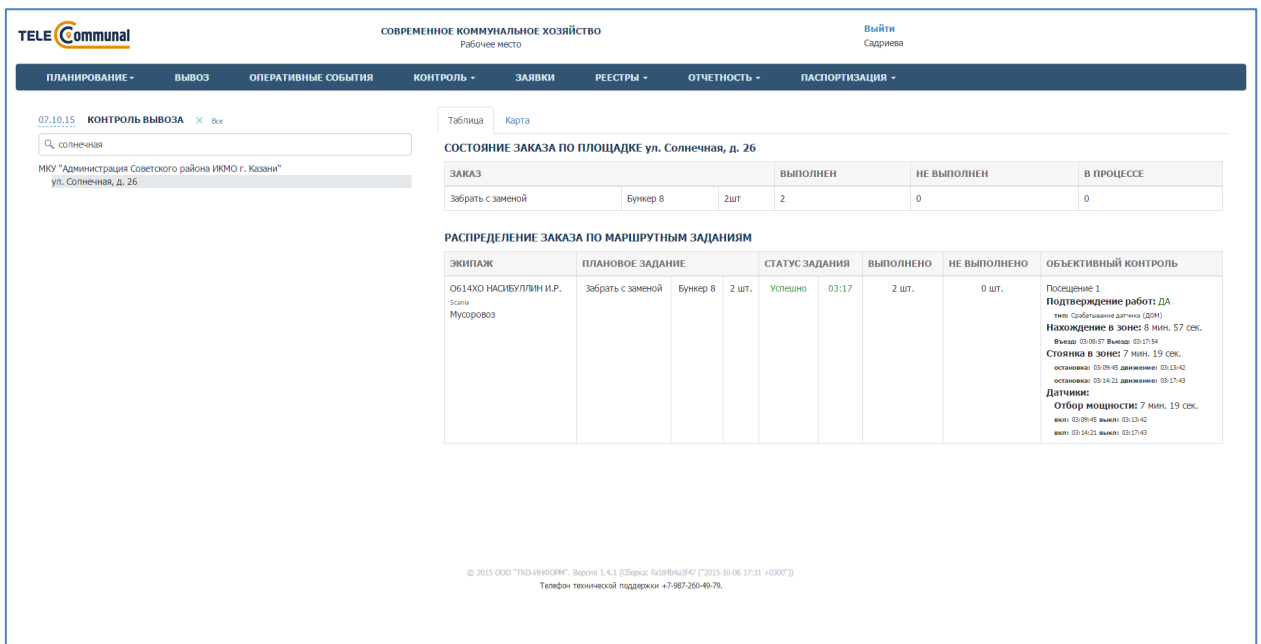 TELE Communal
СОВРЕМЕННОЕ КОММУНАЛЬНОЕ ХОЗЯЙСТВО
Рабочее место
Выйти
Садриева
ПЛАНИРОВАНИЕ ВЫВОЗ ОПЕРАТИВНЫЕ СОБЫТИЯ КОНТРОЛЬ ЗАЯВКИ РЕЕСТРЫ ОТЧЕТНОСТЬ ПАСПОРТИЗАЦИЯ
07.10.15 КОНТРОЛЬ ВЫВОЗА × Все
солнечная
МКУ "Администрация Советского района ИКМО г. Казани"
ул. Солнечная, д. 26
Таблица Карта
СОСТОЯНИЕ ЗАКАЗА ПО ПЛОЩАДКЕ ул. Солнечная, д. 26
ЗАКАЗ ВЫПОЛНЕН НЕ ВЫПОЛНЕН В ПРОЦЕССЕ
Забрать с заменой Бункер 8 2шт 2 0 0
РАСПРЕДЕЛЕНИЕ ЗАКАЗА ПО МАРШРУТНЫМ ЗАДАНИЯМ
ЭКИПАЖ ПЛАНОВОЕ ЗАДАНИЕ СТАТУС ЗАДАНИЯ ВЫПОЛНЕНО НЕ ВЫПОЛНЕНО ОБЪЕКТИВНЫЙ КОНТРОЛЬ
О614ХО НАСИБУЛЛИН И.Р. Забрать с заменой Бункер 8 2 шт. Успешно 03:17 2 шт. 0 шт. Посещение 1
Scania
Мусоровоз
Подтверждение работ: ДА
тип: Срабатывание датчика (ДОМ)
Нахождение в зоне: 8 мин. 57 сек.
Въезд: 03:08:57 Выезд: 03:17:54
Стоянка в зоне: 7 мин. 19 сек.
остановка: 03:09:45 движение: 03:13:42
остановка: 03:14:21 движение: 03:17:43
Датчики:
Отбор мощности: 7 мин. 19 сек.
вкл: 03:09:45 выкл: 03:13:42
вкл: 03:14:21 выкл: 03:17:43
© 2015 ООО "ТКО-ИНФОРМ". Версия 1.4.1 (Сборка: fa184b4a3f47 ("2015-10-06 17:31 +0300"))
Телефон технической поддержки +7-987-260-49-79.